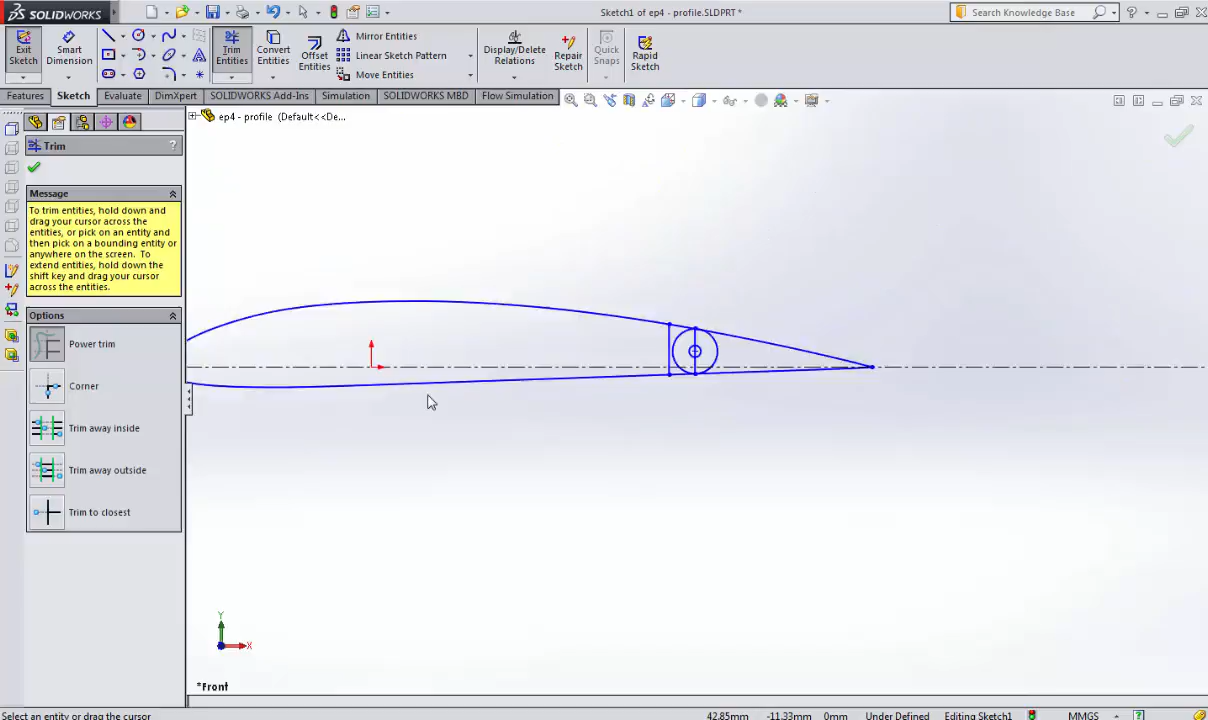 SOLIDWORKS
Sketch1 of ep4 - profile.SLDPRT *
Search Knowledge Base
?
Exit Sketch
Smart Dimension
Trim Entities
Convert Entities
Offset Entities
Mirror Entities
Linear Sketch Pattern
Move Entities
Display/Delete Relations
Repair Sketch
Quick Snaps
Rapid Sketch
Features
Sketch
Evaluate
DimXpert
SOLIDWORKS Add-Ins
Simulation
SOLIDWORKS MBD
Flow Simulation
ep4 - profile (Default<<De...
Trim
?
Message
To trim entities, hold down and
drag your cursor across the
entities, or pick on an entity and
then pick on a bounding entity or
anywhere on the screen. To
extend entities, hold down the
shift key and drag your cursor
across the entities.
Options
Power trim
Corner
Trim away inside
Trim away outside
Trim to closest
Y
X
*Front
Select an entity or drag the cursor
42.85mm
-11.33mm
0mm
Under Defined
Editing Sketch1
MMGS
?